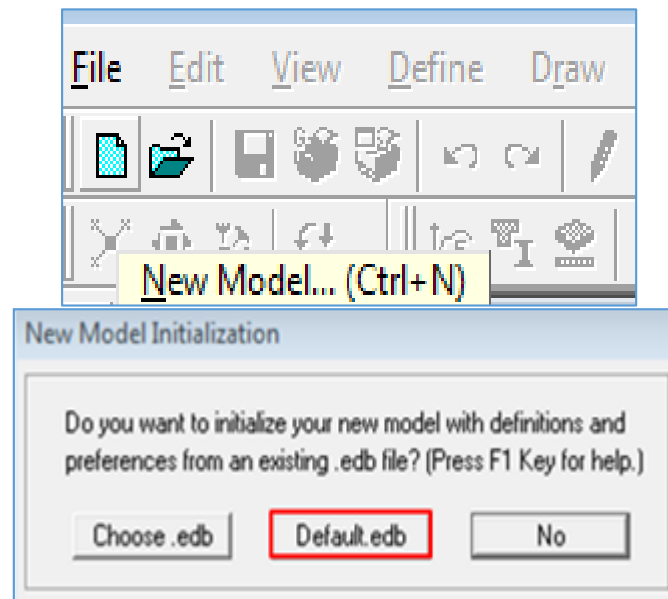 File Edit View Define Draw
New Model... (Ctrl+N)
New Model Initialization
Do you want to initialize your new model with definitions and
preferences from an existing .edb file? (Press F1 Key for help.)
Choose .edb Default.edb No